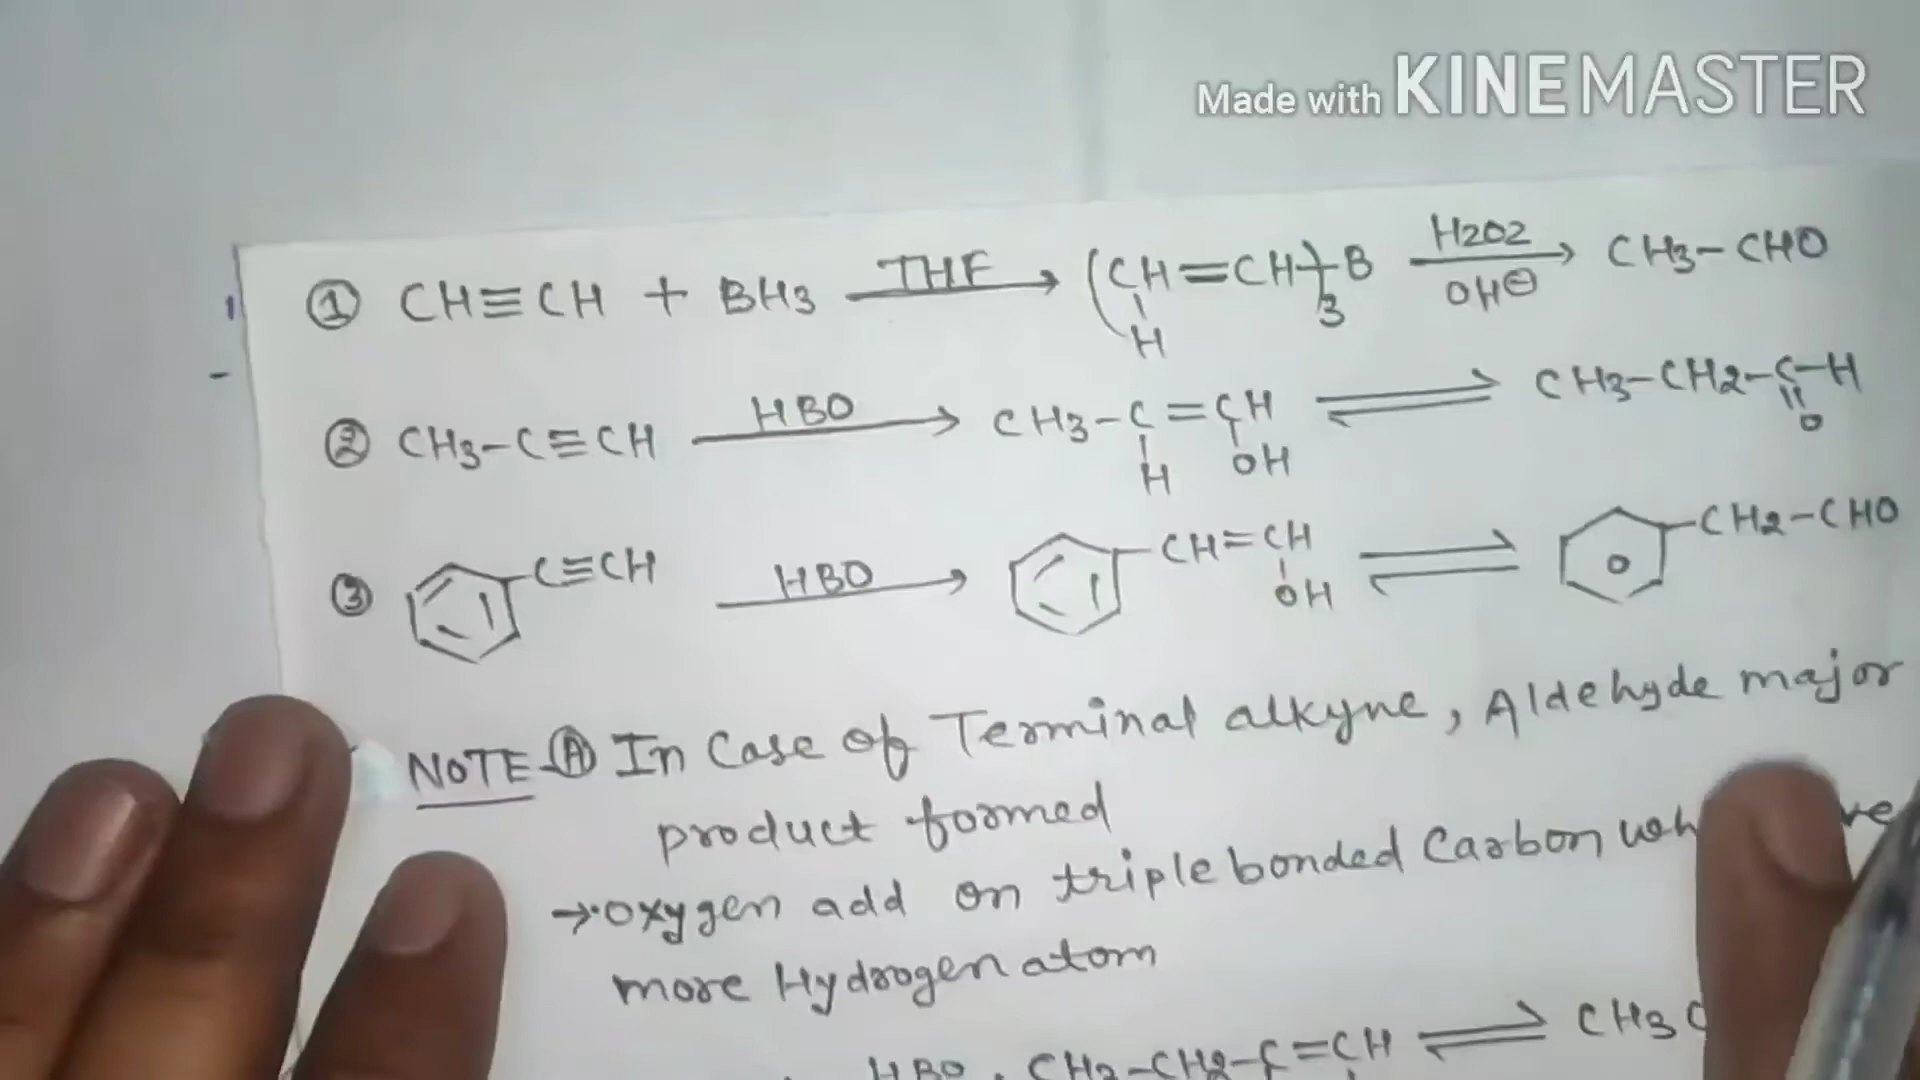 Made with KINEMASTER
① CH≡CH + BH3 THF → (CH=CH)3B H2O2 OH⊖ → CH3-CHO
H
② CH3-C≡CH HBO → CH3-C=CH ⇌ CH3-CH2-C-H
H OH O
③ C≡CH HBO → CH=CH ⇌ CH2-CHO
OH
NOTE-Ⓐ In Case of Terminal alkyne, Aldehyde major
product formed
→ oxygen add on triple bonded Carbon
more Hydrogen atom
HBO CH3-CH2-C=CH ⇌ CH3